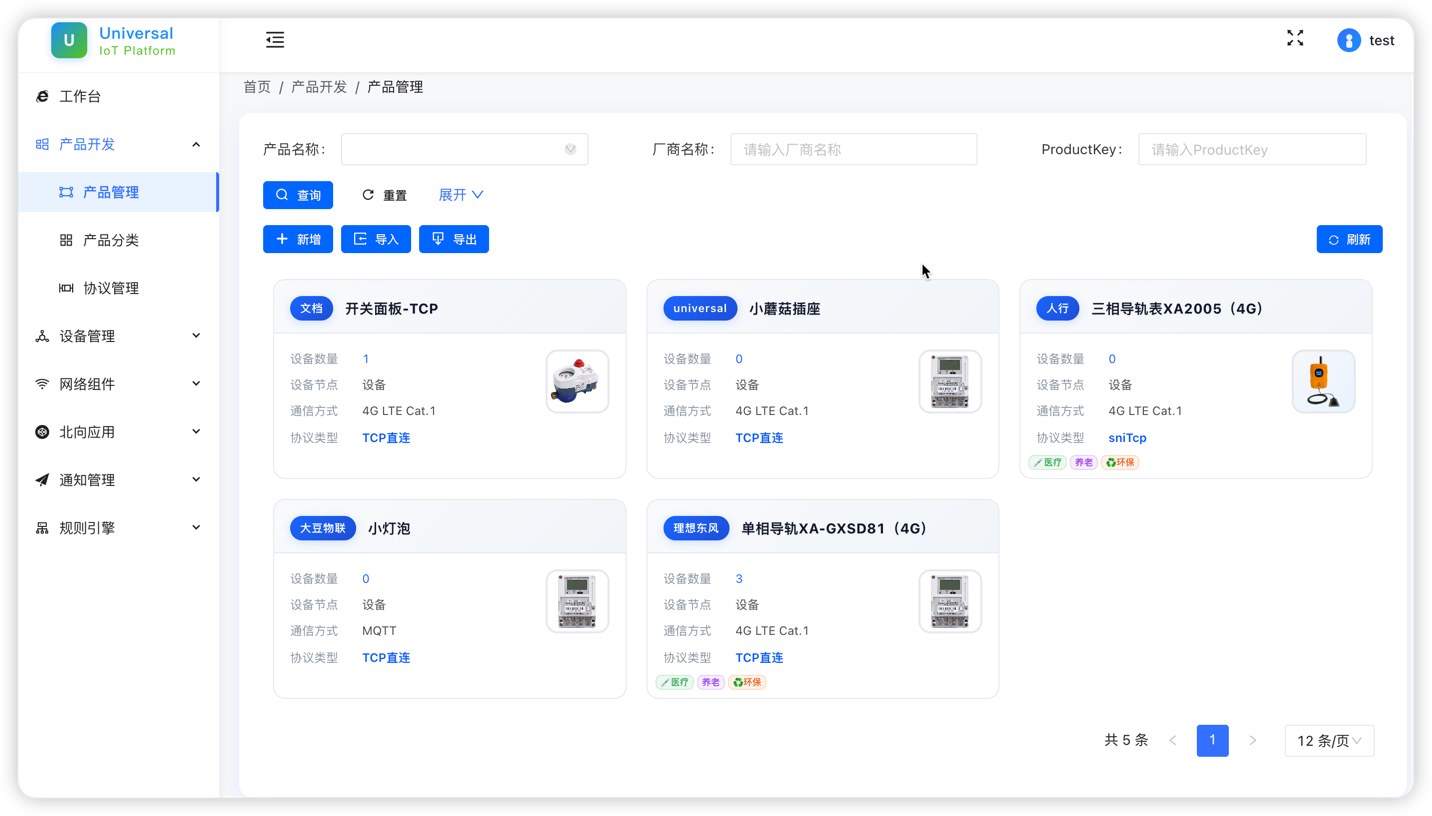 U
Universal
IoT Platform
test
工作台
产品开发
产品管理
产品分类
协议管理
设备管理
网络组件
北向应用
通知管理
规则引擎
首页 / 产品开发 / 产品管理
产品名称：
厂商名称： 请输入厂商名称
ProductKey： 请输入ProductKey
查询 重置 展开
新增 导入 导出 刷新
文档 开关面板-TCP
设备数量 1
设备节点 设备
通信方式 4G LTE Cat.1
协议类型 TCP直连
universal 小蘑菇插座
设备数量 0
设备节点 设备
通信方式 4G LTE Cat.1
协议类型 TCP直连
人行 三相导轨表XA2005（4G）
设备数量 0
设备节点 设备
通信方式 4G LTE Cat.1
协议类型 sniTcp
医疗 养老 环保
大豆物联 小灯泡
设备数量 0
设备节点 设备
通信方式 MQTT
协议类型 TCP直连
理想东风 单相导轨XA-GXSD81（4G）
设备数量 3
设备节点 设备
通信方式 4G LTE Cat.1
协议类型 TCP直连
医疗 养老 环保
共 5 条 1 12 条/页